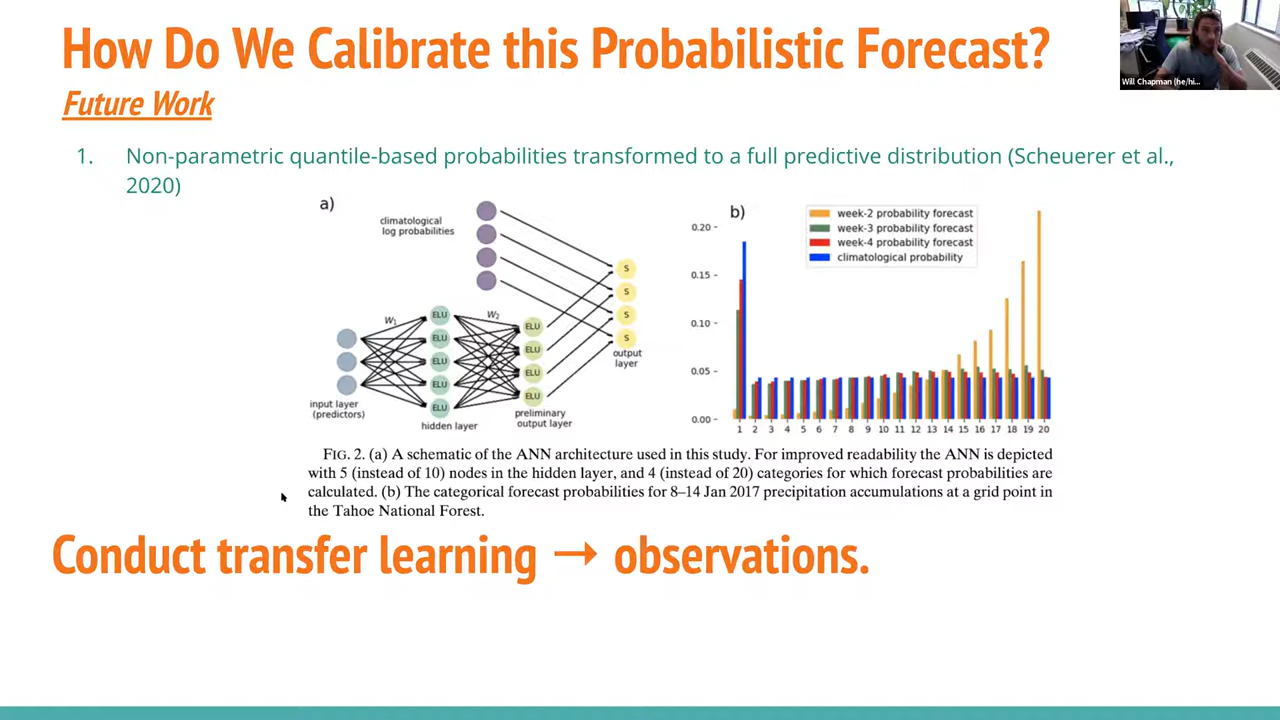 How Do We Calibrate this Probabilistic Forecast?
Future Work
Will Chapman (he/hi...
1. Non-parametric quantile-based probabilities transformed to a full predictive distribution (Scheuerer et al.,
2020)
a)
climatological
log probabilities
S
S
S
S
output
layer
W1
W2
ELU
ELU
ELU
ELU
ELU
ELU
ELU
ELU
ELU
input layer
(predictors)
hidden layer
preliminary
output layer
b)
week-2 probability forecast
week-3 probability forecast
week-4 probability forecast
climatological probability
0.20
0.15
0.10
0.05
0.00
1 2 3 4 5 6 7 8 9 10 11 12 13 14 15 16 17 18 19 20
FIG. 2. (a) A schematic of the ANN architecture used in this study. For improved readability the ANN is depicted
with 5 (instead of 10) nodes in the hidden layer, and 4 (instead of 20) categories for which forecast probabilities are
calculated. (b) The categorical forecast probabilities for 8–14 Jan 2017 precipitation accumulations at a grid point in
the Tahoe National Forest.
Conduct transfer learning → observations.